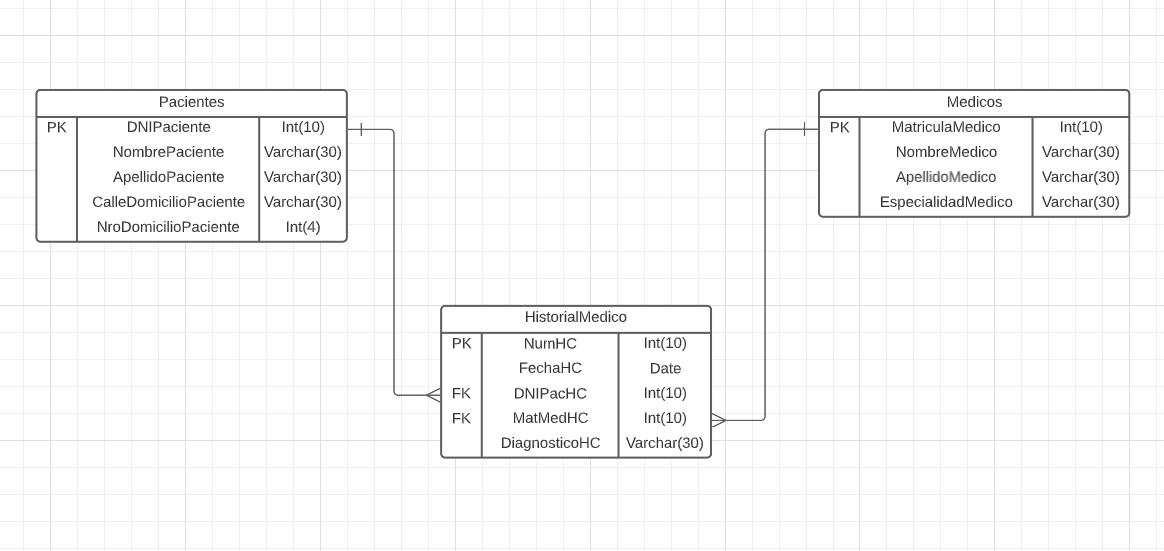 Pacientes
PK DNIPaciente Int(10)
NombrePaciente Varchar(30)
ApellidoPaciente Varchar(30)
CalleDomicilioPaciente Varchar(30)
NroDomicilioPaciente Int(4)
Medicos
PK MatriculaMedico Int(10)
NombreMedico Varchar(30)
ApellidoMedico Varchar(30)
EspecialidadMedico Varchar(30)
HistorialMedico
PK NumHC Int(10)
FechaHC Date
FK DNIPacHC Int(10)
FK MatMedHC Int(10)
DiagnosticoHC Varchar(30)